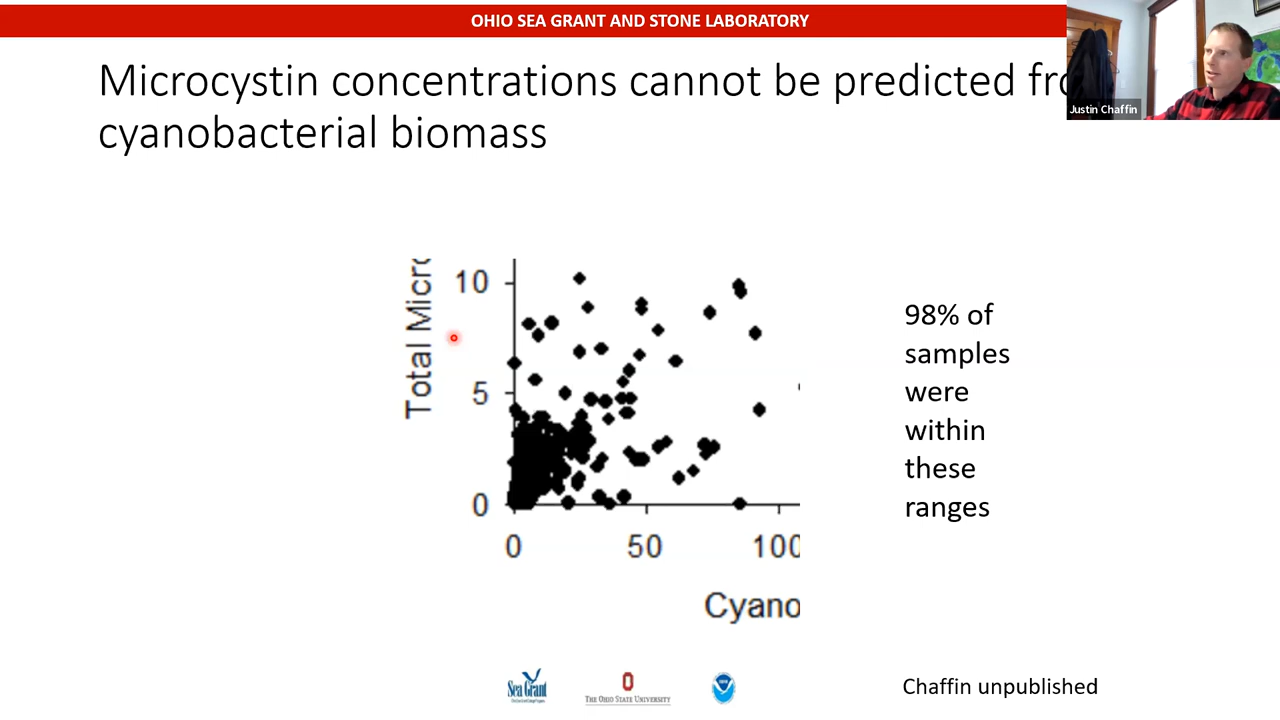 OHIO SEA GRANT AND STONE LABORATORY
Microcystin concentrations cannot be predicted fro
cyanobacterial biomass
Justin Chaffin
Total Micro
10
5
0
0 50 100
Cyano
98% of
samples
were
within
these
ranges
Sea Grant
THE OHIO STATE UNIVERSITY
Chaffin unpublished